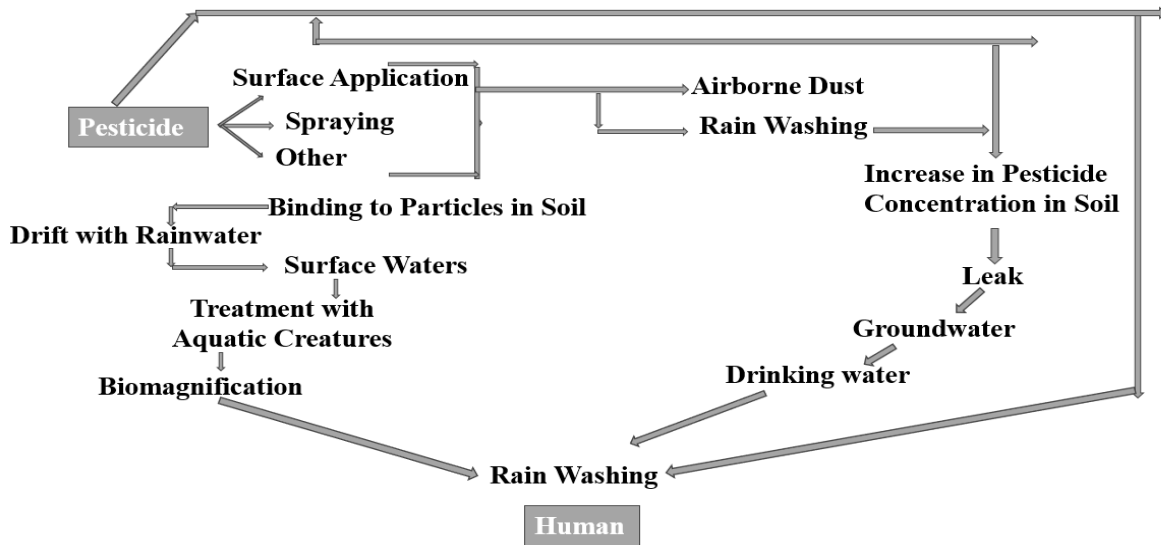 Surface Application
Airborne Dust
Pesticide
Spraying
Rain Washing
Other
Increase in Pesticide
Concentration in Soil
Binding to Particles in Soil
Drift with Rainwater
Surface Waters
Leak
Treatment with
Aquatic Creatures
Groundwater
Biomagnification
Drinking water
Rain Washing
Human